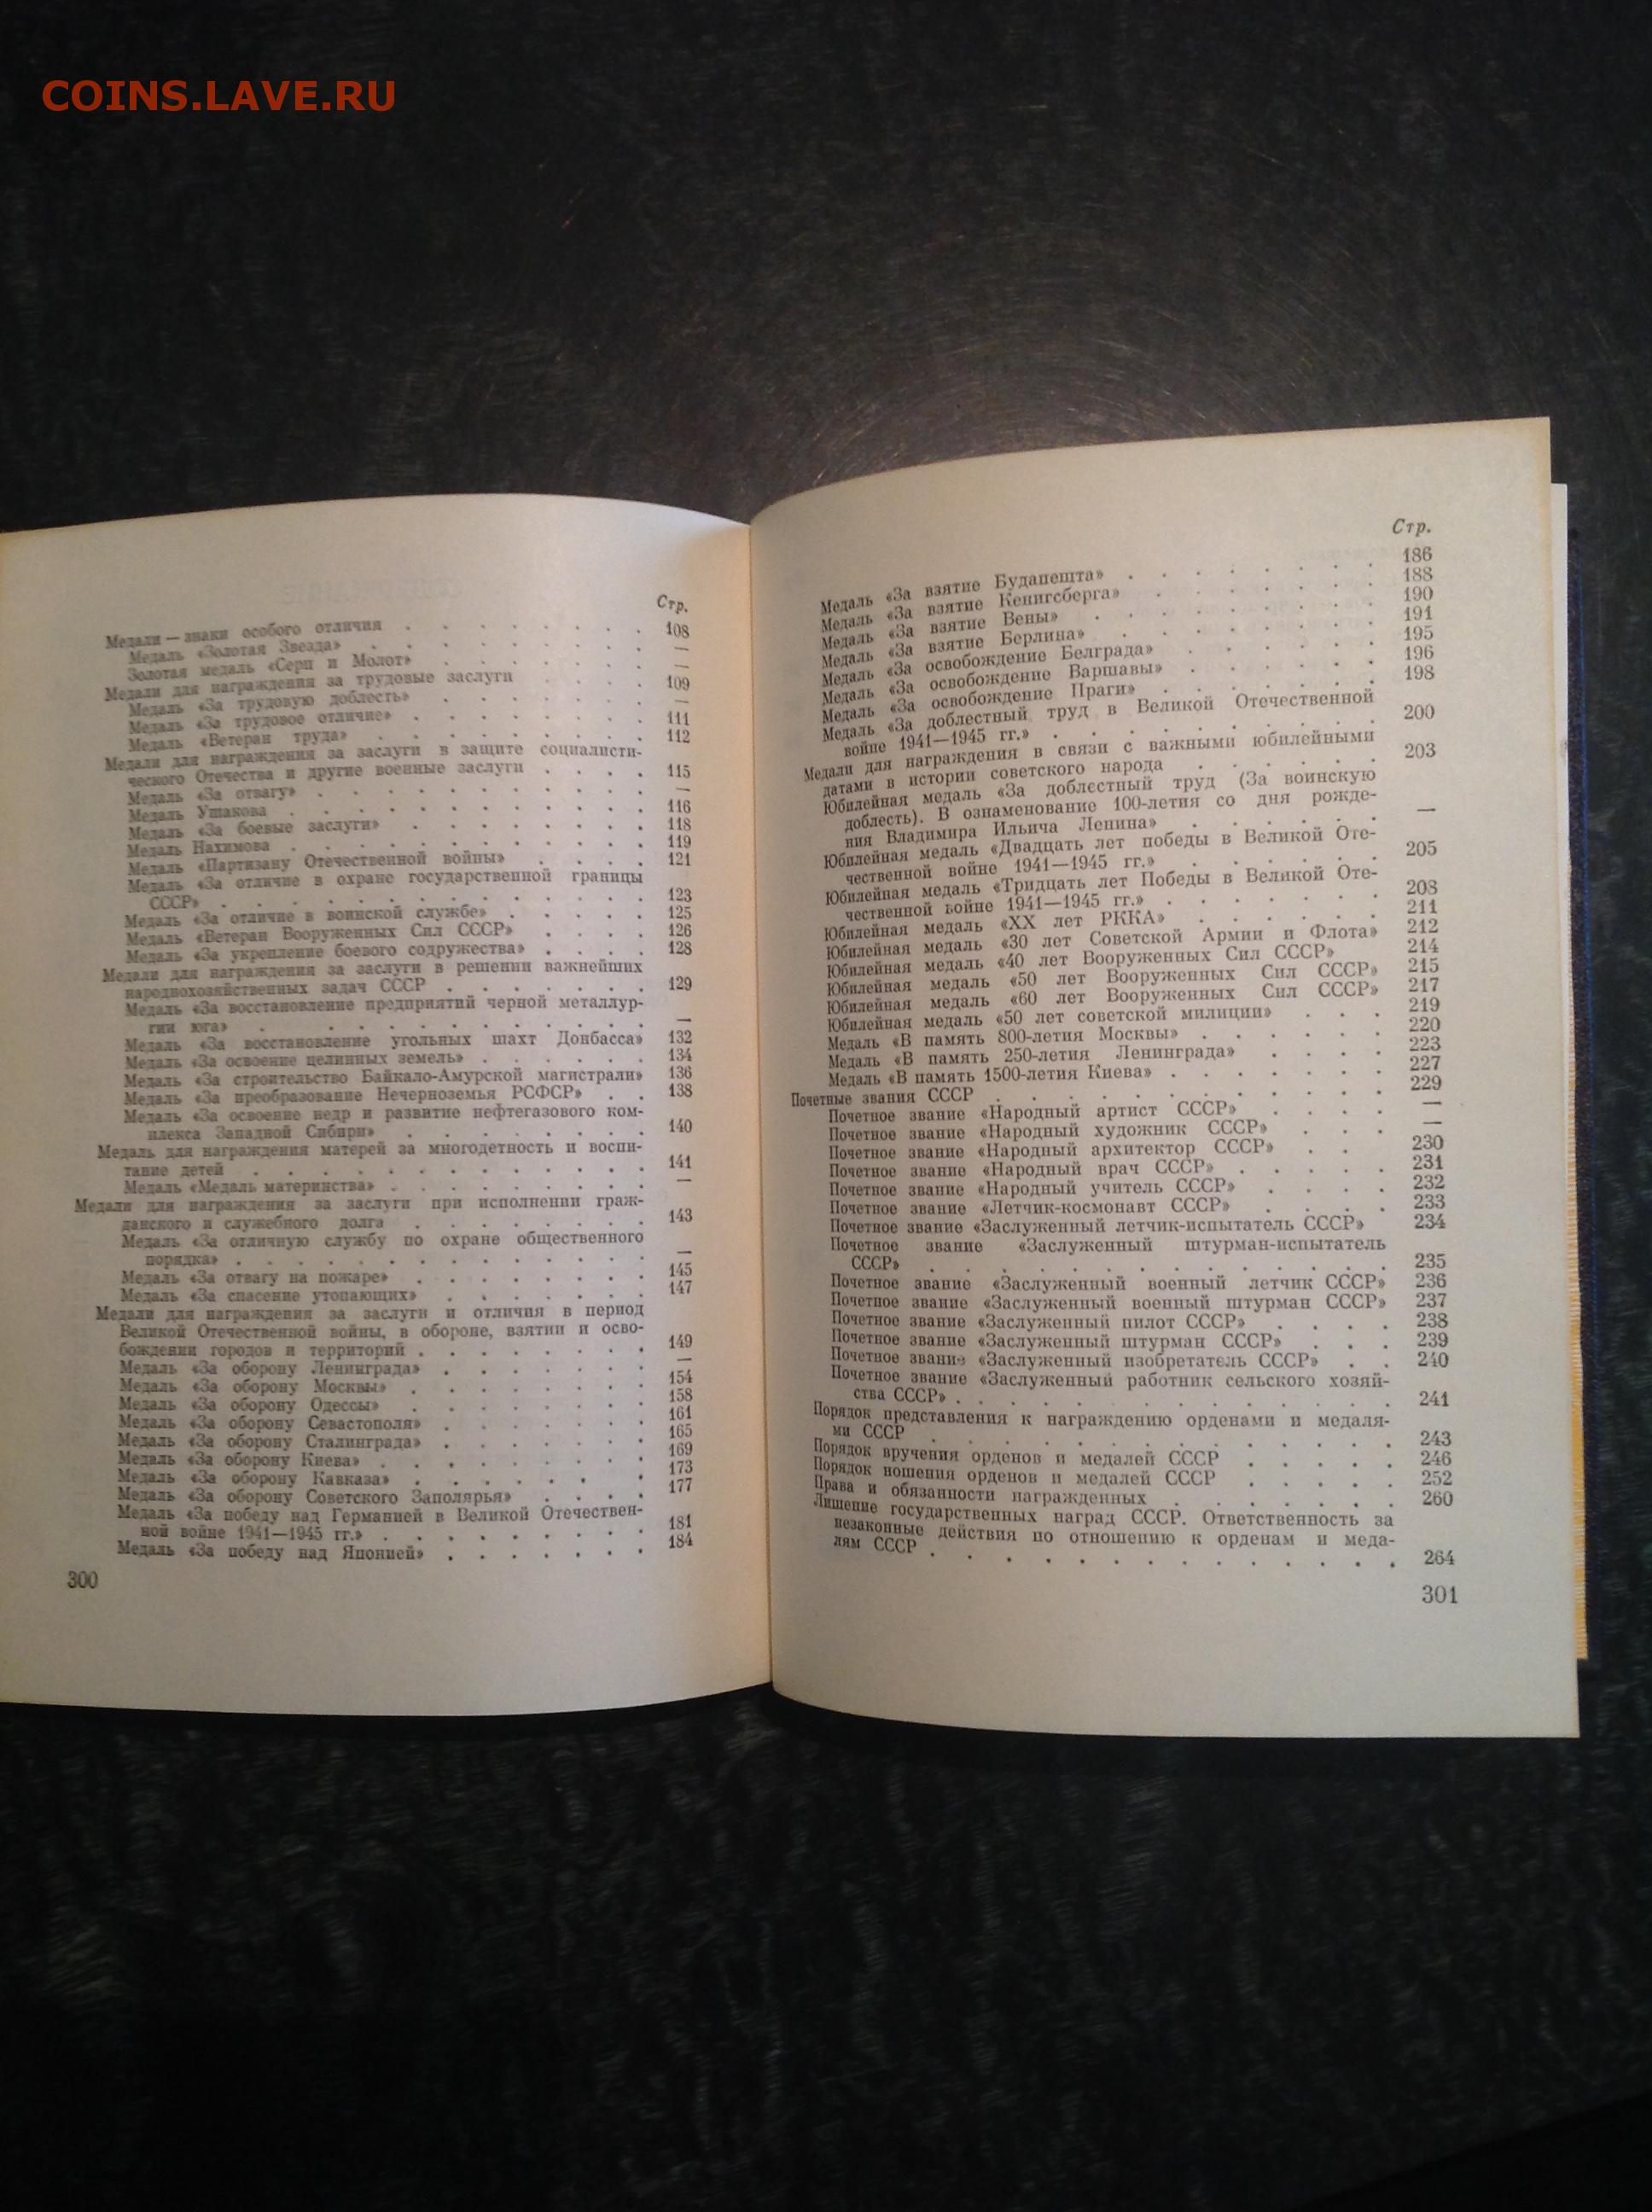 COINS.LAVE.RU
Стр.
Медали — знаки особого отличия . . . . . . . 108
Медаль «Золотая Звезда» . . . . . . . —
Золотая медаль «Серп и Молот» . . . . . . —
Медали для награждения за трудовые заслуги . . . . 109
Медаль «За трудовую доблесть» . . . . . . —
Медаль «За трудовое отличие» . . . . . . 111
Медаль «Ветеран труда» . . . . . . . 112
Медали для награждения за заслуги в защите социалисти-
ческого Отечества и другие военные заслуги . . . . 115
Медаль «За отвагу» . . . . . . . . —
Медаль Ушакова . . . . . . . . . 116
Медаль «За боевые заслуги» . . . . . . 118
Медаль Нахимова . . . . . . . . . 119
Медаль «Партизану Отечественной войны» . . . . 121
Медаль «За отличие в охране государственной границы
СССР» . . . . . . . . . . . 123
Медаль «За отличие в воинской службе» . . . . . 125
Медаль «Ветеран Вооруженных Сил СССР» . . . . 126
Медаль «За укрепление боевого содружества» . . . . 128
Медали для награждения за заслуги в решении важнейших
народнохозяйственных задач СССР . . . . . . 129
Медаль «За восстановление предприятий черной металлур-
гии юга» . . . . . . . . . . —
Медаль «За восстановление угольных шахт Донбасса» 132
Медаль «За освоение целинных земель» . . . . . 134
Медаль «За строительство Байкало-Амурской магистрали» 136
Медаль «За преобразование Нечерноземья РСФСР» . . 138
Медаль «За освоение недр и развитие нефтегазового ком-
плекса Западной Сибири» . . . . . . . 140
Медаль для награждения матерей за многодетность и воспи-
тание детей . . . . . . . . . . 141
Медаль «Медаль материнства» . . . . . . . —
Медали для награждения за заслуги при исполнении граж-
данского и служебного долга . . . . . . . 143
Медаль «За отличную службу по охране общественного
порядка» . . . . . . . . . . —
Медаль «За отвагу на пожаре» . . . . . . 145
Медаль «За спасение утопающих» . . . . . . 147
Медали для награждения за заслуги и отличия в период
Великой Отечественной войны, в обороне, взятии и осво-
бождении городов и территорий . . . . . . . 149
Медаль «За оборону Ленинграда» . . . . . . —
Медаль «За оборону Москвы» . . . . . . 154
Медаль «За оборону Одессы» . . . . . . 158
Медаль «За оборону Севастополя» . . . . . . 161
Медаль «За оборону Сталинграда» . . . . . . 165
Медаль «За оборону Киева» . . . . . . . 169
Медаль «За оборону Кавказа» . . . . . . 173
Медаль «За оборону Советского Заполярья» . . . . 177
Медаль «За победу над Германией в Великой Отечествен-
ной войне 1941—1945 гг.» . . . . . . . 181
Медаль «За победу над Японией» . . . . . . 184
300
Стр.
Медаль «За взятие Будапешта» . . . . . . 186
Медаль «За взятие Кенигсберга» . . . . . . 188
Медаль «За взятие Вены» . . . . . . . 190
Медаль «За взятие Берлина» . . . . . . 191
Медаль «За освобождение Белграда» . . . . . 195
Медаль «За освобождение Варшавы» . . . . . 196
Медаль «За освобождение Праги» . . . . . . 198
Медаль «За доблестный труд в Великой Отечественной
войне 1941—1945 гг.» . . . . . . . . 200
Медали для награждения в связи с важными юбилейными
датами в истории советского народа . . . . . . 203
Юбилейная медаль «За доблестный труд (За воинскую
доблесть). В ознаменование 100-летия со дня рожде-
ния Владимира Ильича Ленина» . . . . . . —
Юбилейная медаль «Двадцать лет победы в Великой Оте-
чественной войне 1941—1945 гг.» . . . . . . 205
Юбилейная медаль «Тридцать лет Победы в Великой Оте-
чественной войне 1941—1945 гг.» . . . . . . 208
Юбилейная медаль «XX лет РККА» . . . . . 211
Юбилейная медаль «30 лет Советской Армии и Флота» 212
Юбилейная медаль «40 лет Вооруженных Сил СССР» 214
Юбилейная медаль «50 лет Вооруженных Сил СССР» 215
Юбилейная медаль «60 лет Вооруженных Сил СССР» 217
Юбилейная медаль «50 лет советской милиции» . . . 219
Медаль «В память 800-летия Москвы» . . . . . 220
Медаль «В память 250-летия Ленинграда» . . . . 223
Медаль «В память 1500-летия Киева» . . . . . . 227
Почетные звания СССР . . . . . . . . . 229
Почетное звание «Народный артист СССР» . . . . —
Почетное звание «Народный художник СССР» . . . —
Почетное звание «Народный архитектор СССР» . . 230
Почетное звание «Народный врач СССР» . . . . 231
Почетное звание «Народный учитель СССР» . . . . 232
Почетное звание «Летчик-космонавт СССР» . . . . 233
Почетное звание «Заслуженный летчик-испытатель СССР» 234
Почетное звание «Заслуженный штурман-испытатель
СССР» . . . . . . . . . . . 235
Почетное звание «Заслуженный военный летчик СССР» 236
Почетное звание «Заслуженный военный штурман СССР» 237
Почетное звание «Заслуженный пилот СССР» . . . . 238
Почетное звание «Заслуженный штурман СССР» . . . 239
Почетное звание «Заслуженный изобретатель СССР» . . 240
Почетное звание «Заслуженный работник сельского хозяй-
ства СССР» . . . . . . . . . . 241
Порядок представления к награждению орденами и медаля-
ми СССР . . . . . . . . . . . 243
Порядок вручения орденов и медалей СССР . . . . . 246
Порядок ношения орденов и медалей СССР . . . . . 252
Права и обязанности награжденных . . . . . . . 260
Лишение государственных наград СССР. Ответственность за
незаконные действия по отношению к орденам и меда-
лям СССР . . . . . . . . . . . . 264
301